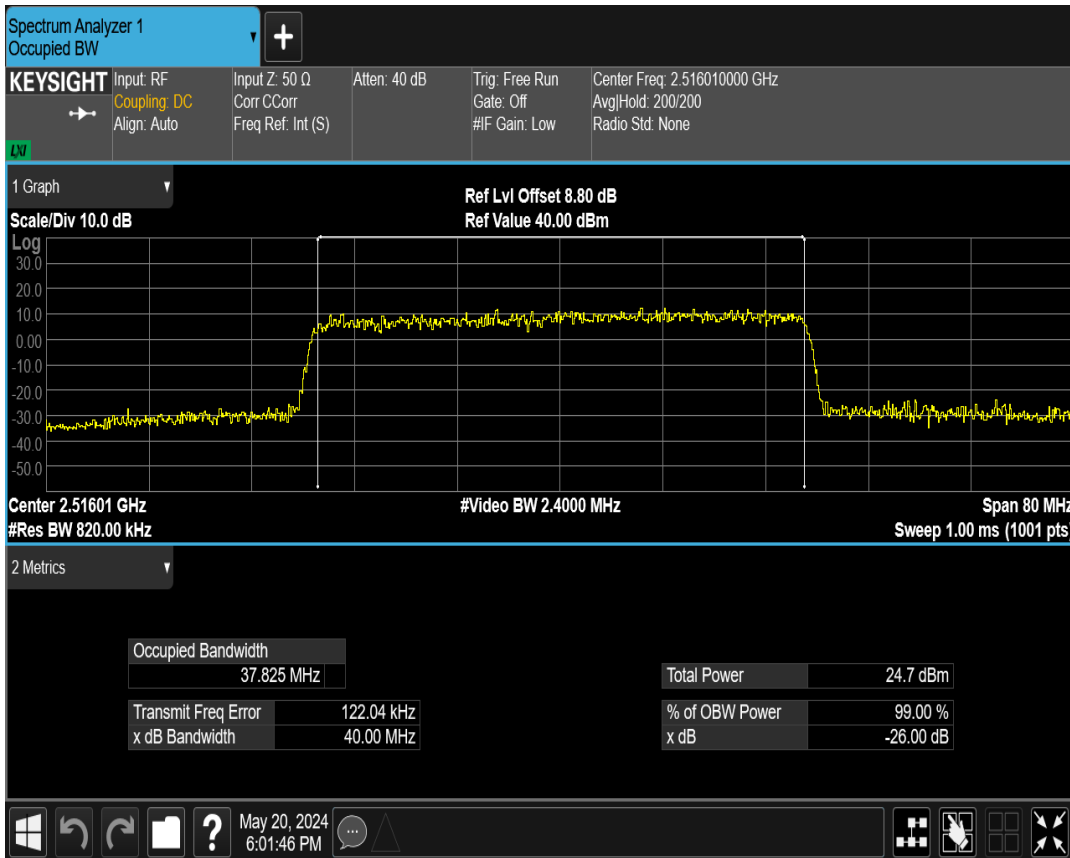 Spectrum Analyzer 1
Occupied BW
KEYSIGHT
LXI
Input: RF
Coupling: DC
Align: Auto
Input Z: 50 Ω
Corr CCorr
Freq Ref: Int (S)
Atten: 40 dB
Trig: Free Run
Gate: Off
#IF Gain: Low
Center Freq: 2.516010000 GHz
Avg|Hold: 200/200
Radio Std: None
1 Graph
Scale/Div 10.0 dB
Ref Lvl Offset 8.80 dB
Ref Value 40.00 dBm
Log
30.0
20.0
10.0
0.00
-10.0
-20.0
-30.0
-40.0
-50.0
Center 2.51601 GHz
#Video BW 2.4000 MHz
Span 80 MHz
#Res BW 820.00 kHz
Sweep 1.00 ms (1001 pts)
2 Metrics
Occupied Bandwidth
37.825 MHz
Total Power 24.7 dBm
Transmit Freq Error 122.04 kHz
% of OBW Power 99.00 %
x dB Bandwidth 40.00 MHz
x dB -26.00 dB
?
May 20, 2024
6:01:46 PM